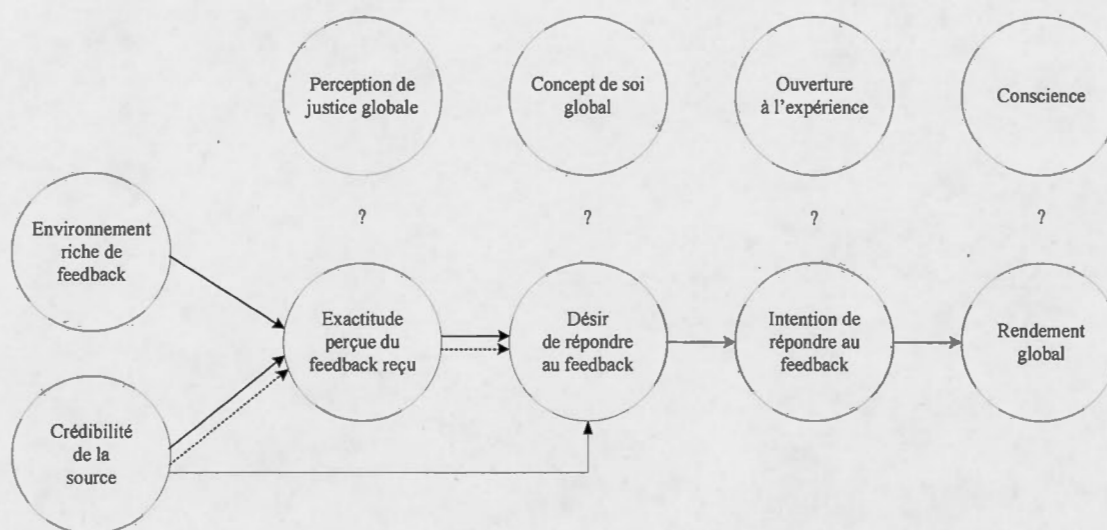 Perception de
justice globale
Concept de soi
global
Ouverture
à l'expérience
Conscience
?
?
?
?
Environnement
riche de
feedback
Exactitude
perçue du
feedback reçu
Désir
de répondre
au feedback
Intention de
répondre au
feedback
Rendement
global
Crédibilité
de la
source